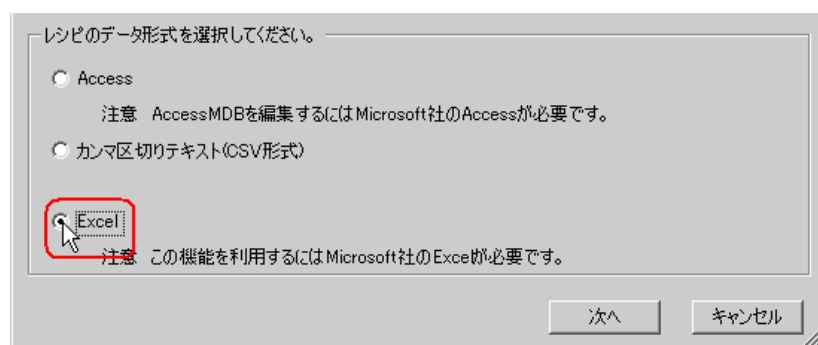 レシピのデータ形式を選択してください。
Access
注意 AccessMDBを編集するにはMicrosoft社のAccessが必要です。
カンマ区切りテキスト(CSV形式)
Excel
注意 この機能を利用するにはMicrosoft社のExcelが必要です。
次へ キャンセル